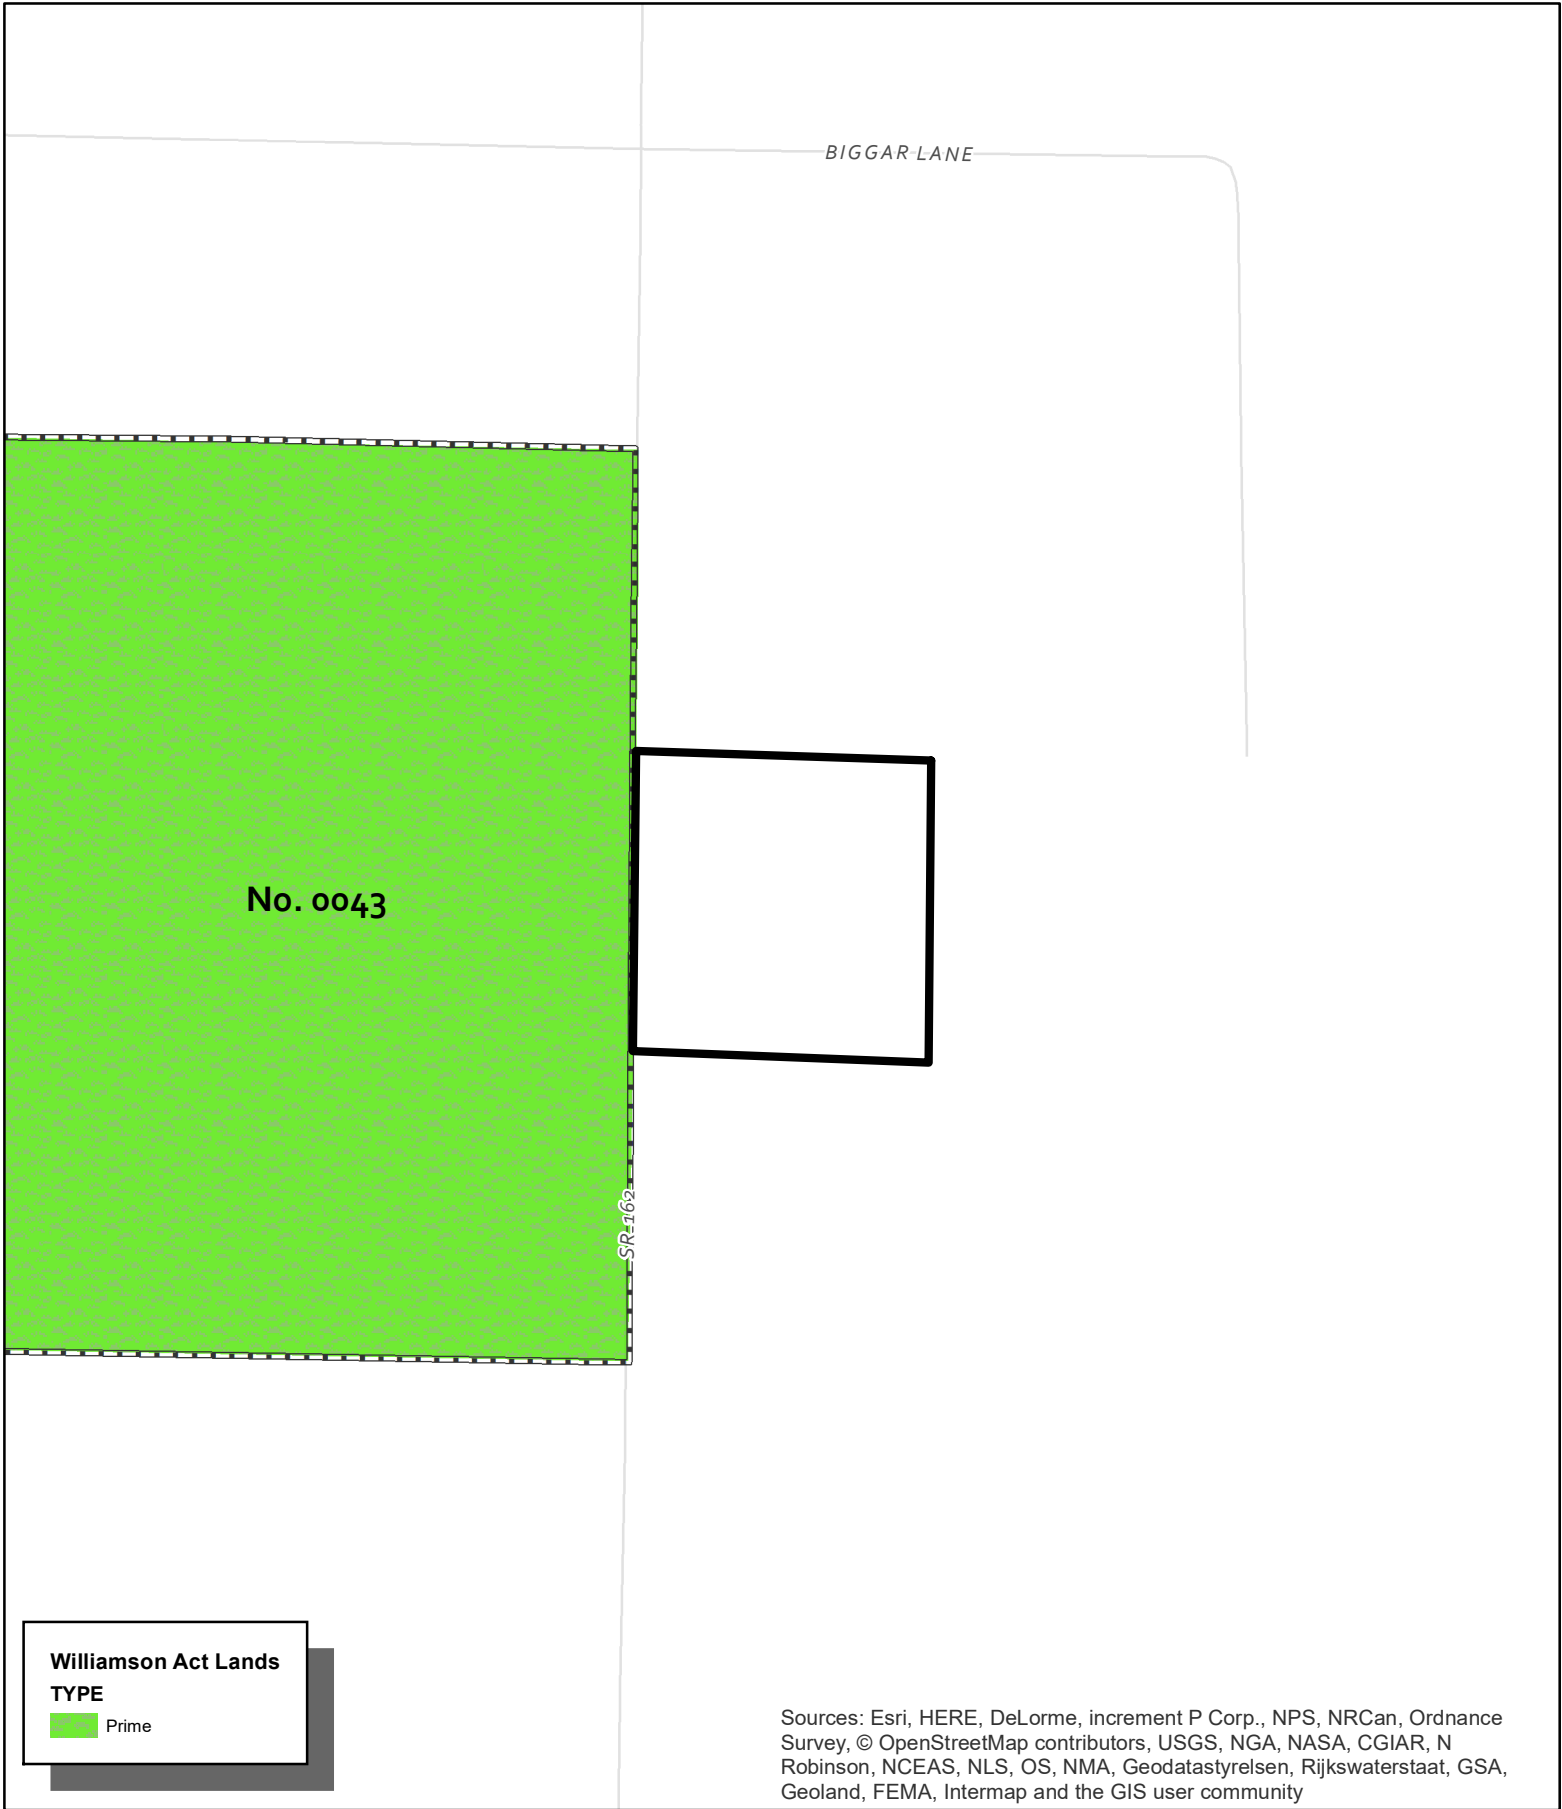 BIGGAR LANE
No. 0043
SR-162
Williamson Act Lands
TYPE
Prime
Sources: Esri, HERE, DeLorme, increment P Corp., NPS, NRCan, Ordnance
Survey, © OpenStreetMap contributors, USGS, NGA, NASA, CGIAR, N
Robinson, NCEAS, NLS, OS, NMA, Geodatastyrelsen, Rijkswaterstaat, GSA,
Geoland, FEMA, Intermap and the GIS user community